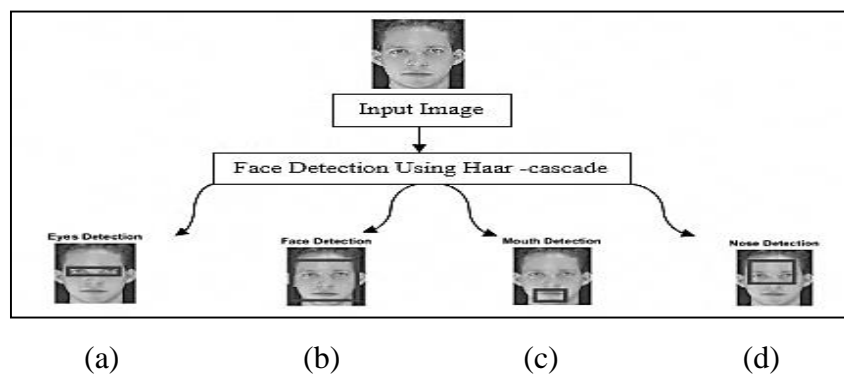 Input Image
Face Detection Using Haar -cascade
Eyes Detection
Face Detection
Mouth Detection
Nose Detection
(a)
(b)
(c)
(d)